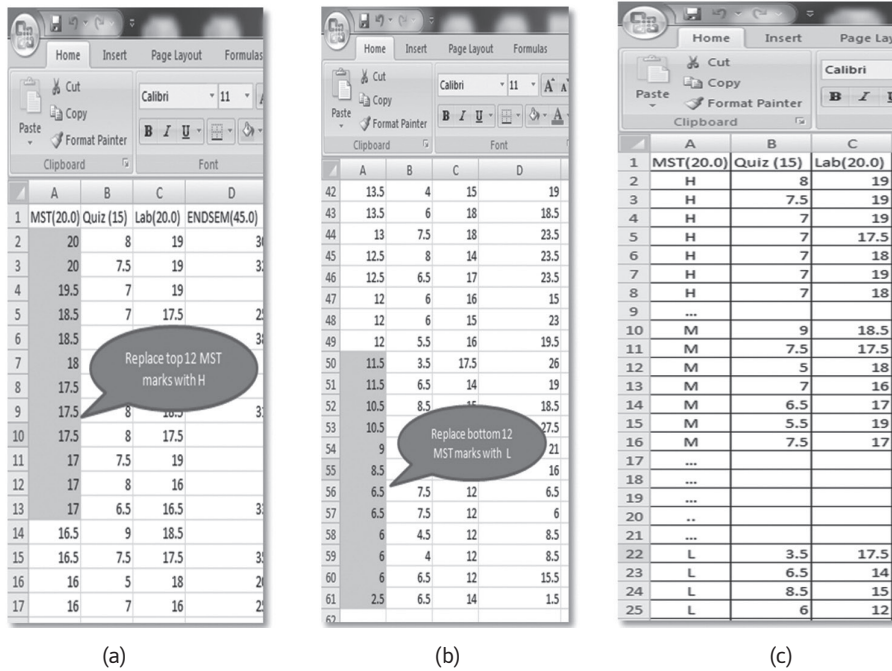 Home Insert Page Layout Formulas
Cut
Copy
Paste
Format Painter
Clipboard
Calibri 11
B I U
Font
A B C D
1 MST(20.0) Quiz (15) Lab(20.0) ENDSEM(45.0)
2 20 8 19
3 20 7.5 19
4 19.5 7 19
5 18.5 7 17.5
6 18.5
7 18
8 17.5
9 17.5 8
10 17.5 8 17.5
11 17 7.5 19
12 17 8 16
13 17 6.5 16.5
14 16.5 9 18.5
15 16.5 7.5 17.5
16 16 5 18
17 16 7 16
Replace top 12 MST
marks with H
(a)
Home Insert Page Layout Formulas
Cut
Copy
Paste
Format Painter
Clipboard
Calibri 11 A
B I U A
Font
A B C D
42 13.5 4 15 19
43 13.5 6 18 18.5
44 13 7.5 18 23.5
45 12.5 8 14 23.5
46 12.5 6.5 17 23.5
47 12 6 16 15
48 12 6 15 23
49 12 5.5 16 19.5
50 11.5 3.5 17.5 26
51 11.5 6.5 14 19
52 10.5 8.5 15 18.5
53 10.5 27.5
54 9 21
55 8.5 16
56 6.5 7.5 12 6.5
57 6.5 7.5 12 6
58 6 4.5 12 8.5
59 6 4 12 8.5
60 6 6.5 12 15.5
61 2.5 6.5 14 1.5
62
Replace bottom 12
MST marks with L
(b)
Home Insert Page Lay
Cut
Copy
Paste
Format Painter
Clipboard
Calibri
B I
A B C
1 MST(20.0) Quiz (15) Lab(20.0)
2 H 8 19
3 H 7.5 19
4 H 7 19
5 H 7 17.5
6 H 7 18
7 H 7 19
8 H 7 18
9 ...
10 M 9 18.5
11 M 7.5 17.5
12 M 5 18
13 M 7 16
14 M 6.5 17
15 M 5.5 19
16 M 7.5 17
17 ...
18 ...
19 ...
20 ..
21 ...
22 L 3.5 17.5
23 L 6.5 14
24 L 8.5 15
25 L 6 12
(c)